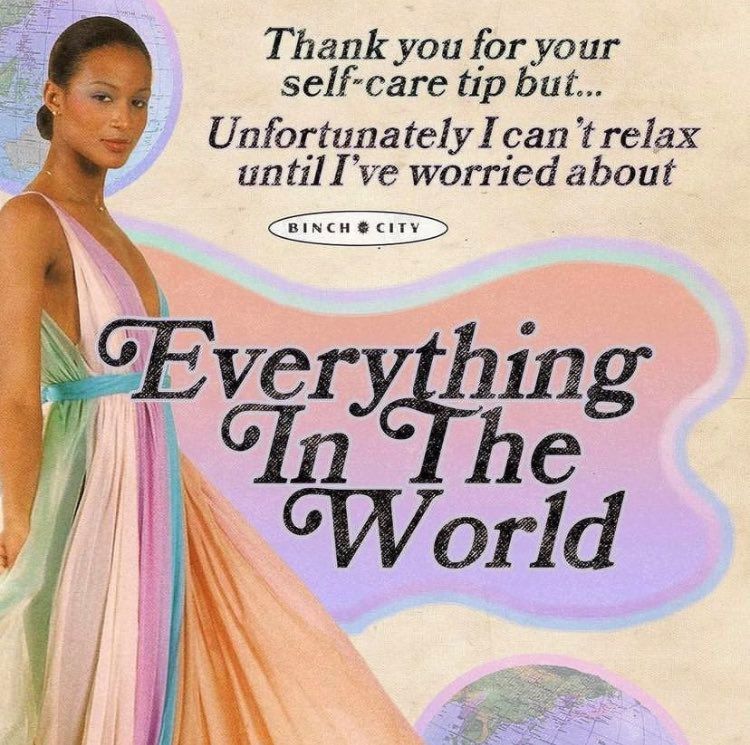 Thank you for your
self-care tip but...
Unfortunately I can't relax
until I've worried about
BINCH CITY
Everything
In The
World